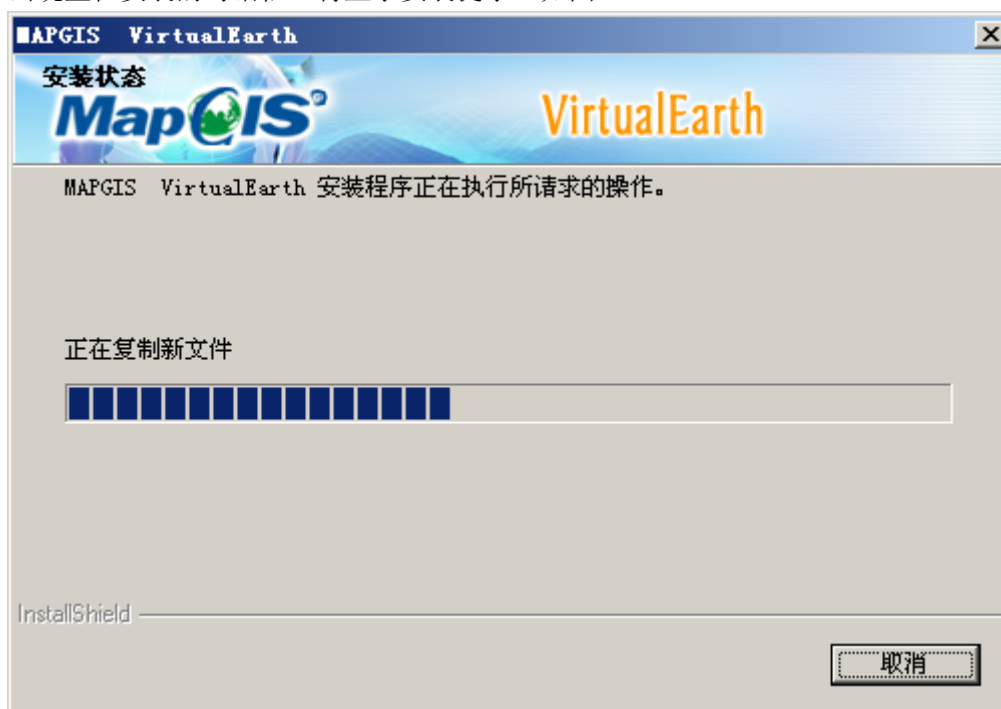 ■APGIS VirtualEarth
安装状态
MapGIS® VirtualEarth
MAPGIS VirtualEarth 安装程序正在执行所请求的操作。
正在复制新文件
InstallShield
取消